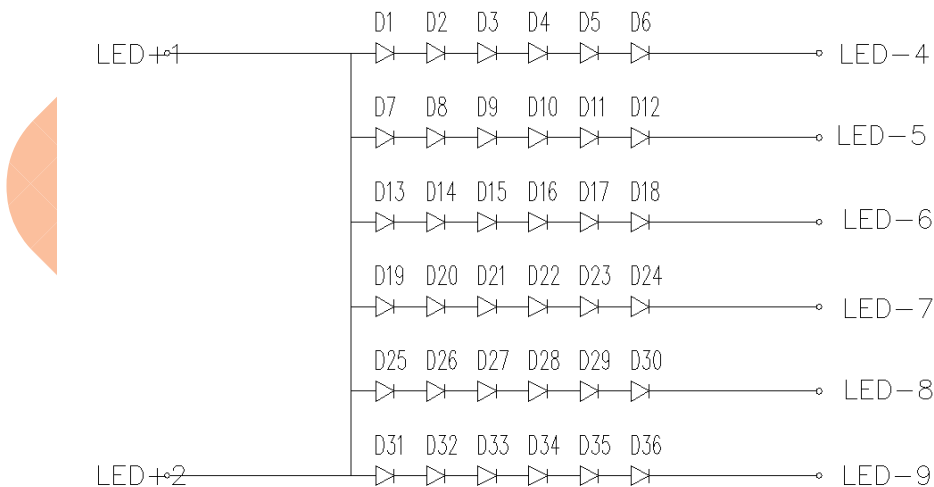 D1 D2 D3 D4 D5 D6
LED+1 LED-4
D7 D8 D9 D10 D11 D12
LED-5
D13 D14 D15 D16 D17 D18
LED-6
D19 D20 D21 D22 D23 D24
LED-7
D25 D26 D27 D28 D29 D30
LED-8
D31 D32 D33 D34 D35 D36
LED+2 LED-9